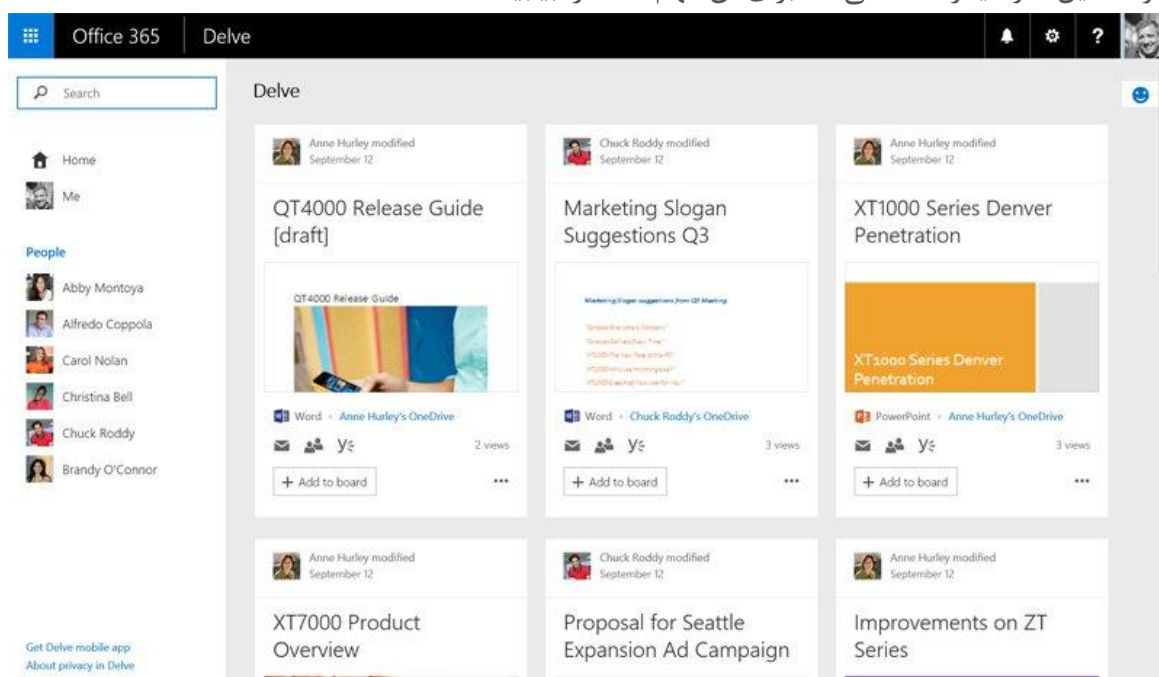 Office 365
Delve
Search
Delve
Home
Me
People
Abby Montoya
Alfredo Coppola
Carol Nolan
Christina Bell
Chuck Roddy
Brandy O'Connor
Get Delve mobile app
About privacy in Delve
Anne Hurley modified
September 12
QT4000 Release Guide
[draft]
QT4000 Release Guide
Word • Anne Hurley's OneDrive
2 views
+ Add to board
Chuck Roddy modified
September 12
Marketing Slogan
Suggestions Q3
Marketing Slogan suggestions from Q3 Meeting
Word • Chuck Roddy's OneDrive
3 views
+ Add to board
Anne Hurley modified
September 12
XT1000 Series Denver
Penetration
XT1000 Series Denver
Penetration
PowerPoint • Anne Hurley's OneDrive
3 views
+ Add to board
Anne Hurley modified
September 12
XT7000 Product
Overview
Chuck Roddy modified
September 12
Proposal for Seattle
Expansion Ad Campaign
Anne Hurley modified
September 12
Improvements on ZT
Series